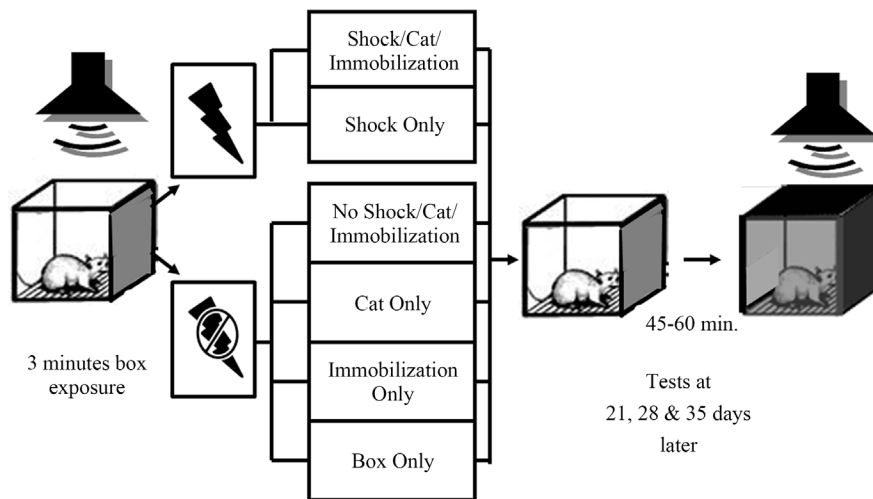 Shock/Cat/
Immobilization
Shock Only
No Shock/Cat/
Immobilization
Cat Only
Immobilization
Only
Box Only
3 minutes box
exposure
45-60 min.
Tests at
21, 28 & 35 days
later